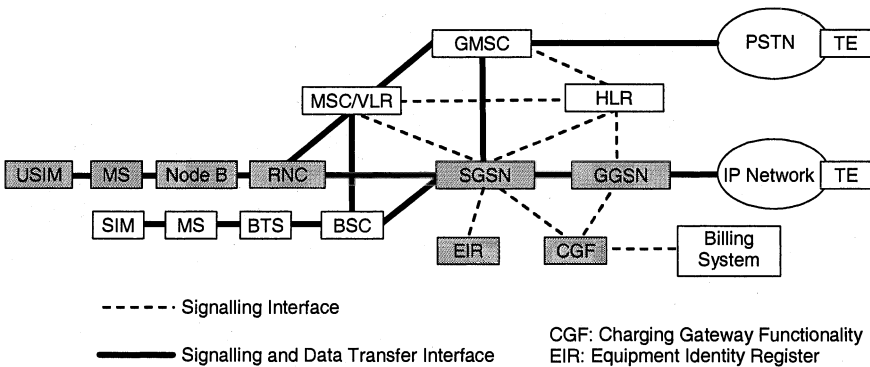 GMSC
PSTN
TE
MSC/VLR
HLR
USIM
MS
Node B
RNC
SGSN
GGSN
IP Network
TE
SIM
MS
BTS
BSC
EIR
CGF
Billing
System
Signalling Interface
CGF: Charging Gateway Functionality
Signalling and Data Transfer Interface
EIR: Equipment Identity Register